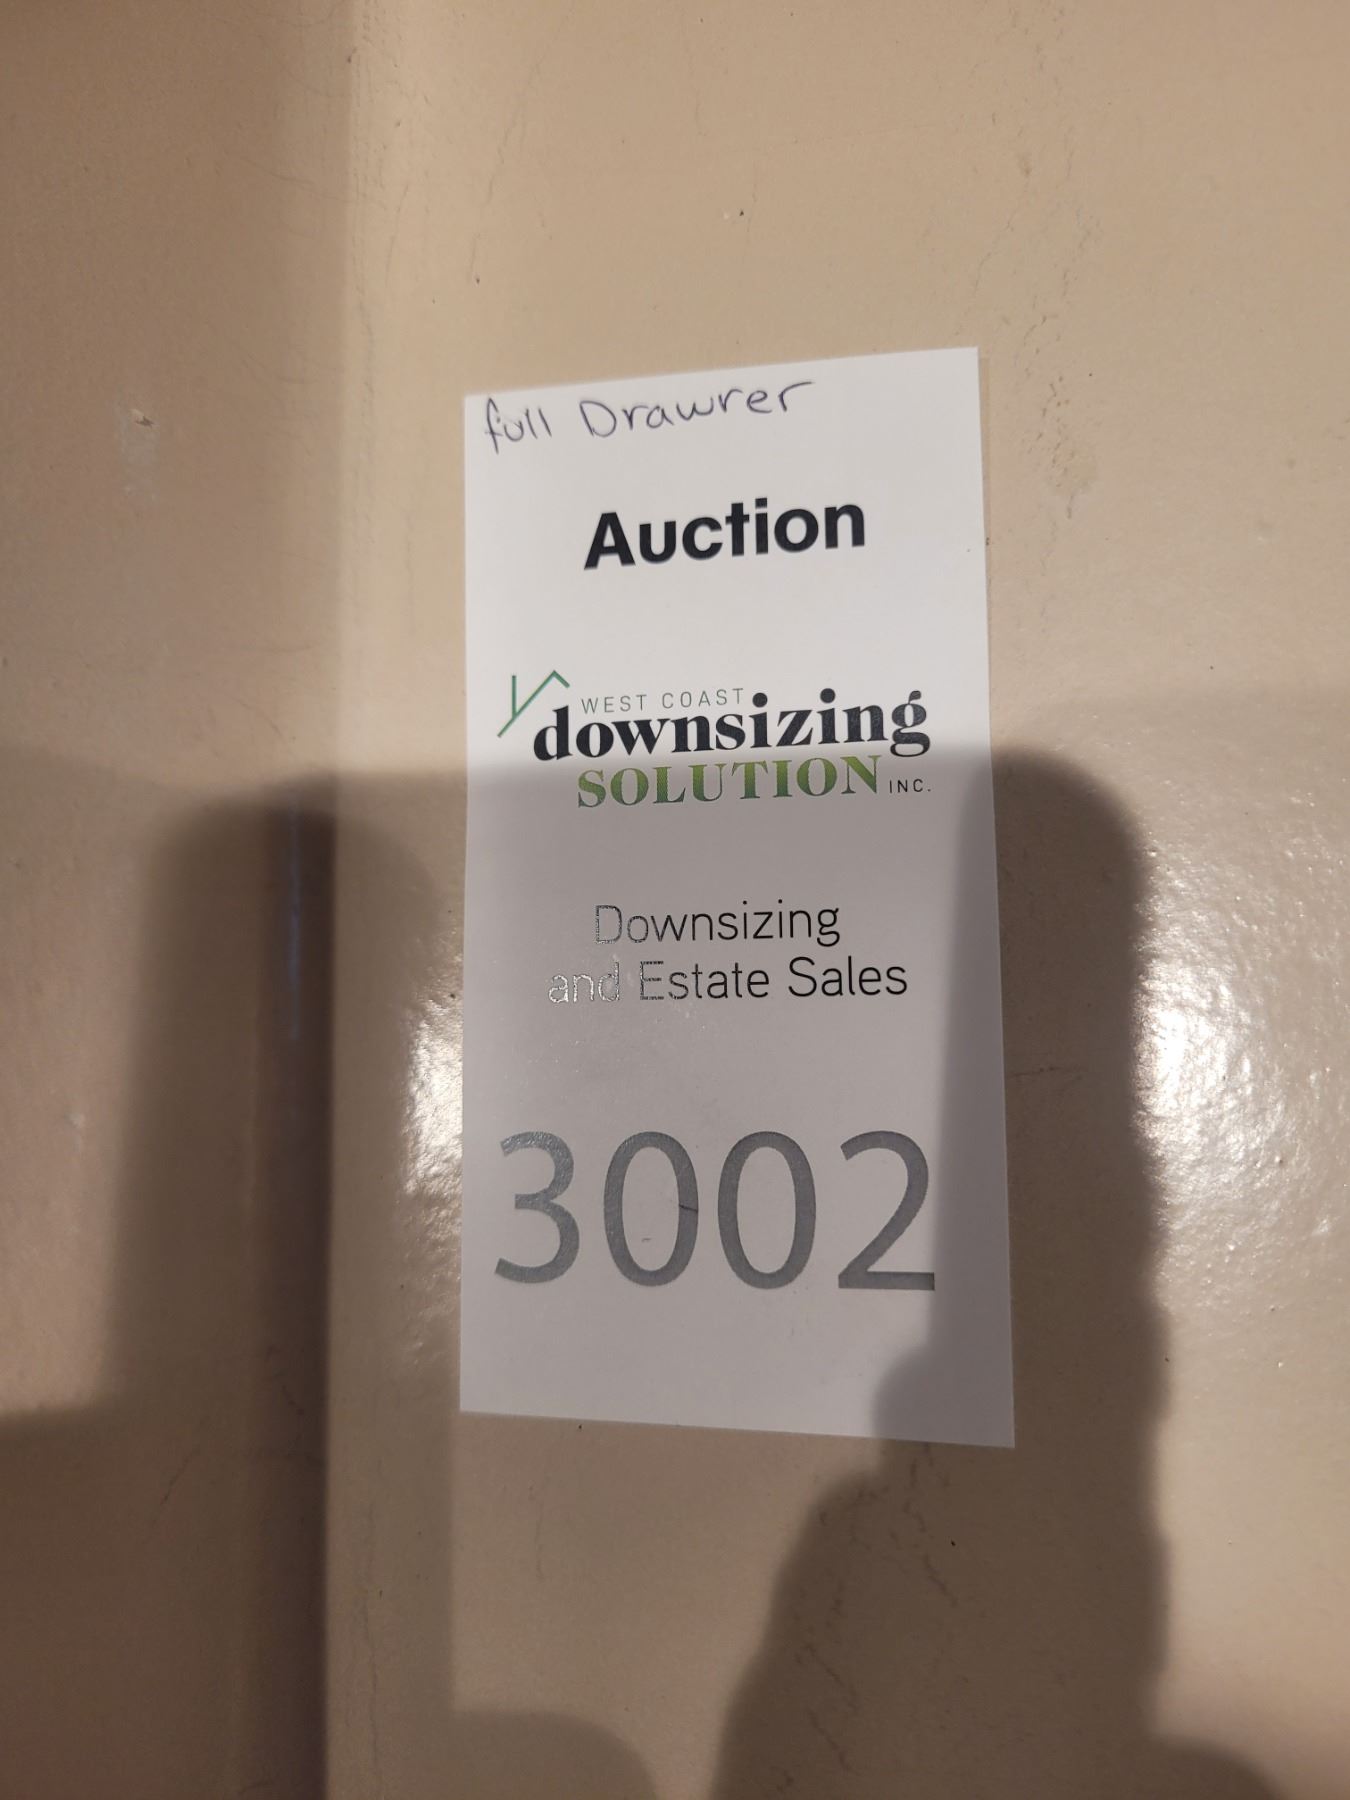 full Drawrer
Auction
WEST COAST
downsizing
SOLUTION INC.
Downsizing
and Estate Sales
3002